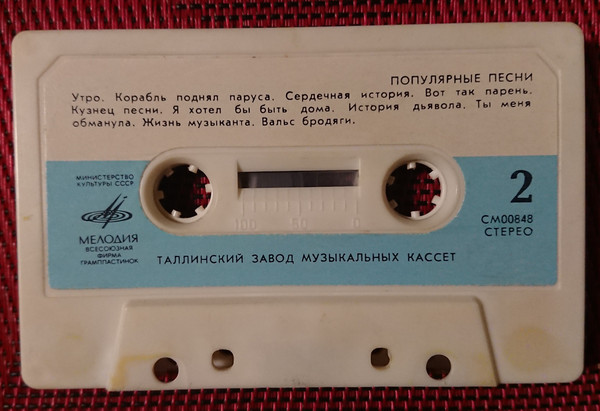 ПОПУЛЯРНЫЕ ПЕСНИ
Утро. Корабль поднял паруса. Сердечная история. Вот так парень.
Кузнец песни. Я хотел бы быть дома. История дьявола. Ты меня
обманула. Жизнь музыканта. Вальс бродяги.
МИНИСТЕРСТВО
КУЛЬТУРЫ СССР
МЕЛОДИЯ
ВСЕСОЮЗНАЯ
ФИРМА
ГРАМПЛАСТИНОК
100 50 0
2
СМ00848
СТЕРЕО
ТАЛЛИНСКИЙ ЗАВОД МУЗЫКАЛЬНЫХ КАССЕТ